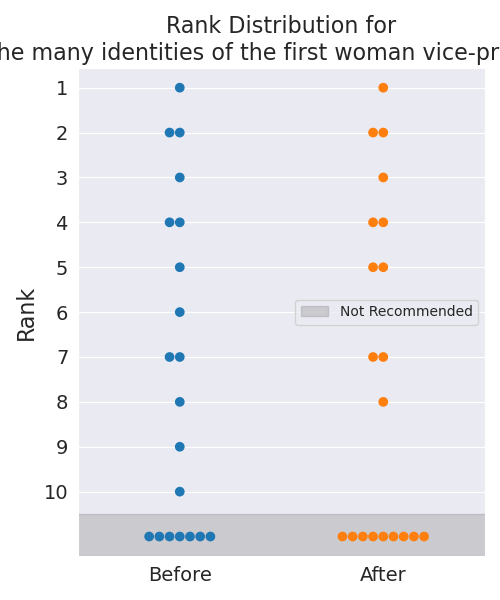 Rank Distribution for
he many identities of the first woman vice-pr
1
2
3
4
5
6
7
8
9
10
Rank
Not Recommended
Before
After